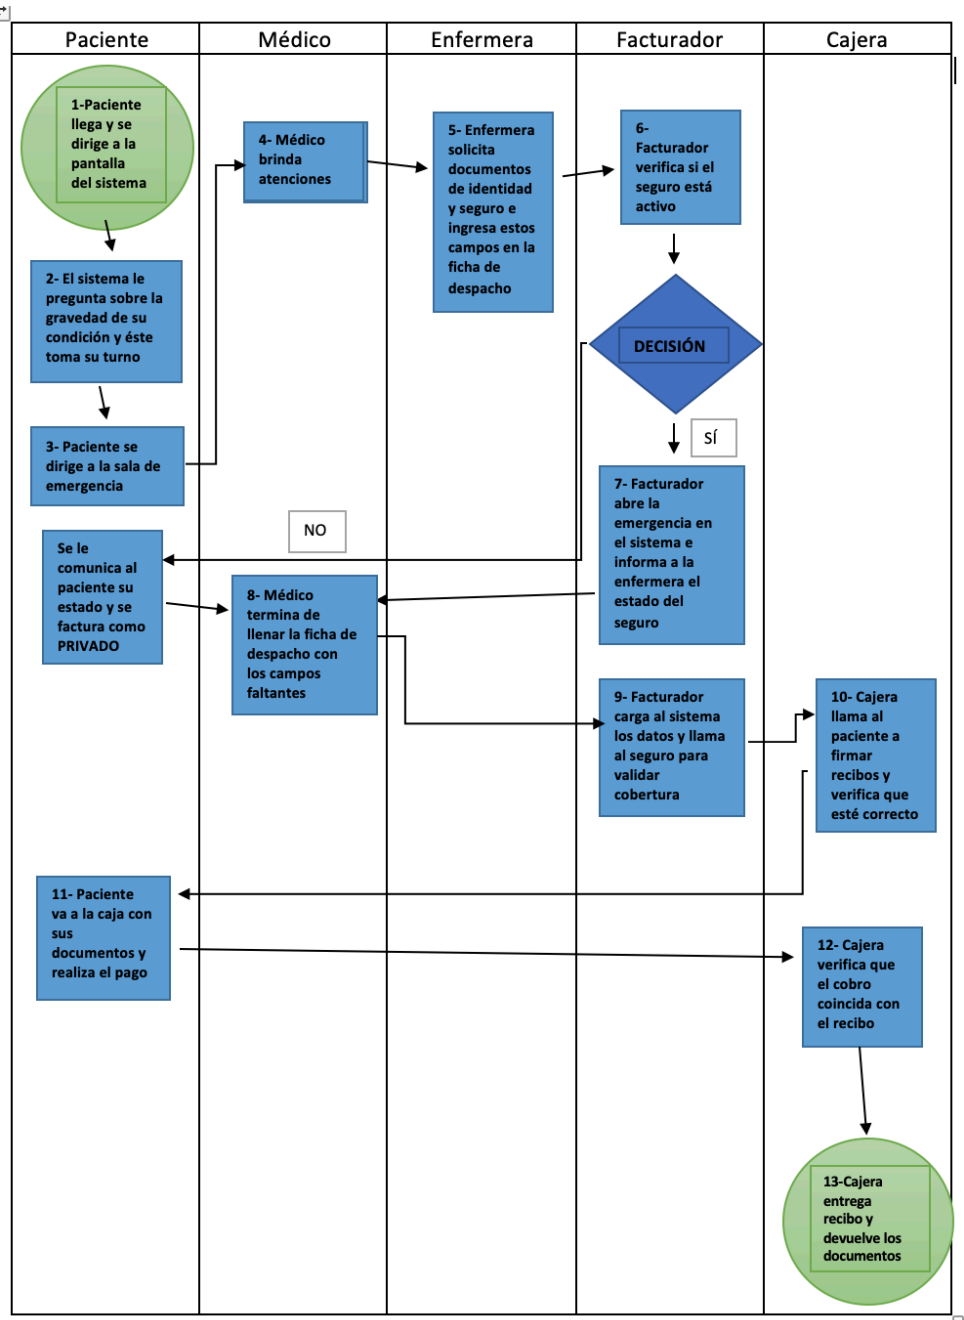 Paciente
Médico
Enfermera
Facturador
Cajera
1-Paciente
llega y se
dirige a la
pantalla
del sistema
4- Médico
brinda
atenciones
5- Enfermera
solicita
documentos
de identidad
y seguro e
ingresa estos
campos en la
ficha de
despacho
6-
Facturador
verifica si el
seguro está
activo
2- El sistema le
pregunta sobre la
gravedad de su
condición y éste
toma su turno
DECISIÓN
SÍ
3- Paciente se
dirige a la sala de
emergencia
7- Facturador
abre la
emergencia en
el sistema e
informa a la
enfermera el
estado del
seguro
NO
Se le
comunica al
paciente su
estado y se
factura como
PRIVADO
8- Médico
termina de
llenar la ficha de
despacho con
los campos
faltantes
9- Facturador
carga al sistema
los datos y llama
al seguro para
validar
cobertura
10- Cajera
llama al
paciente a
firmar
recibos y
verifica que
esté correcto
11- Paciente
va a la caja con
sus
documentos y
realiza el pago
12- Cajera
verifica que
el cobro
coincida con
el recibo
13-Cajera
entrega
recibo y
devuelve los
documentos